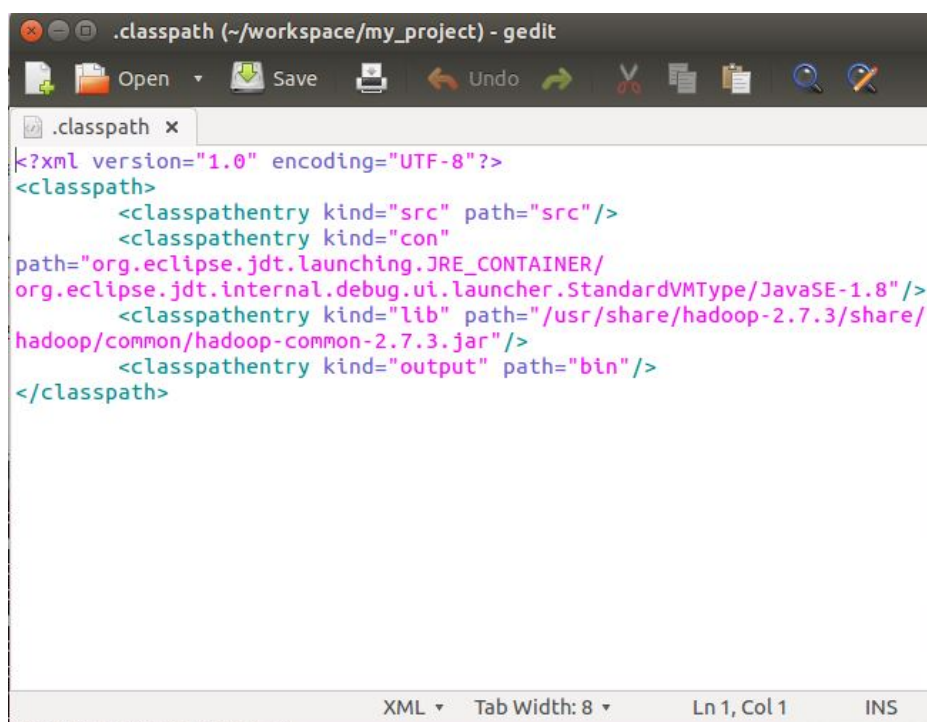 .classpath (~/workspace/my_project) - gedit
Open Save Undo
.classpath
<?xml version="1.0" encoding="UTF-8"?>
<classpath>
        <classpathentry kind="src" path="src"/>
        <classpathentry kind="con"
path="org.eclipse.jdt.launching.JRE_CONTAINER/
org.eclipse.jdt.internal.debug.ui.launcher.StandardVMType/JavaSE-1.8"/>
        <classpathentry kind="lib" path="/usr/share/hadoop-2.7.3/share/
hadoop/common/hadoop-common-2.7.3.jar"/>
        <classpathentry kind="output" path="bin"/>
</classpath>
XML Tab Width: 8 Ln 1, Col 1 INS